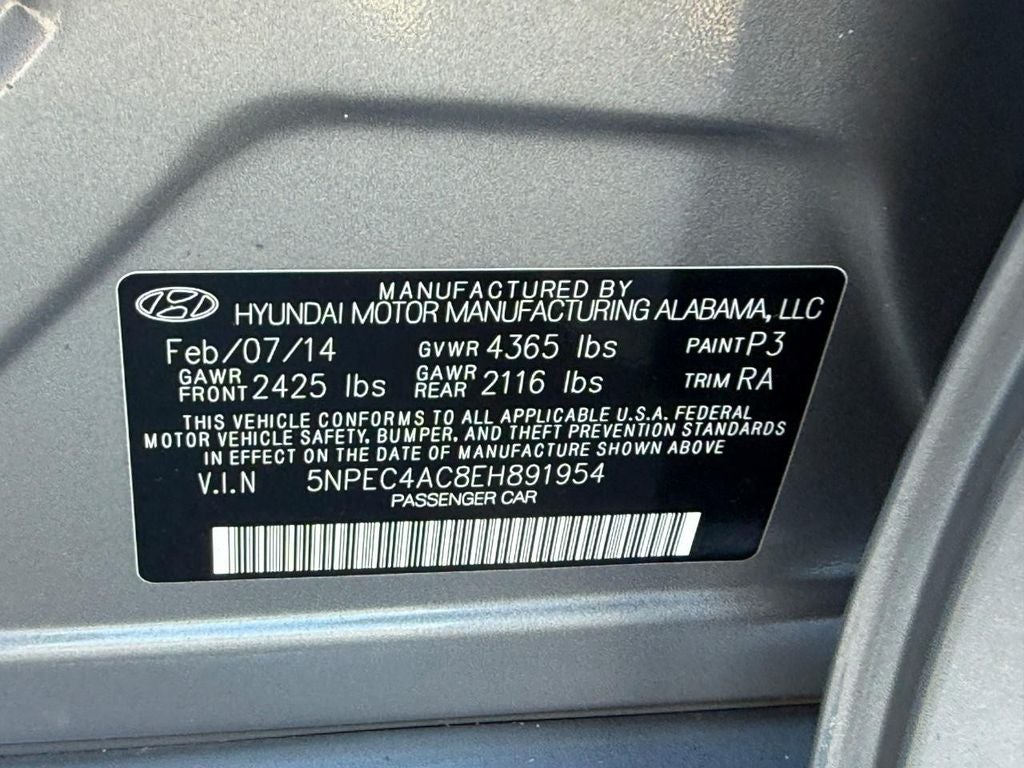 MANUFACTURED BY
HYUNDAI MOTOR MANUFACTURING ALABAMA, LLC
Feb/07/14 GVWR 4365 lbs PAINT P3
GAWR FRONT 2425 lbs GAWR REAR 2116 lbs TRIM RA
THIS VEHICLE CONFORMS TO ALL APPLICABLE U.S.A. FEDERAL
MOTOR VEHICLE SAFETY, BUMPER, AND THEFT PREVENTION STANDARDS
IN EFFECT ON THE DATE OF MANUFACTURE SHOWN ABOVE
V.I.N 5NPEC4AC8EH891954
PASSENGER CAR